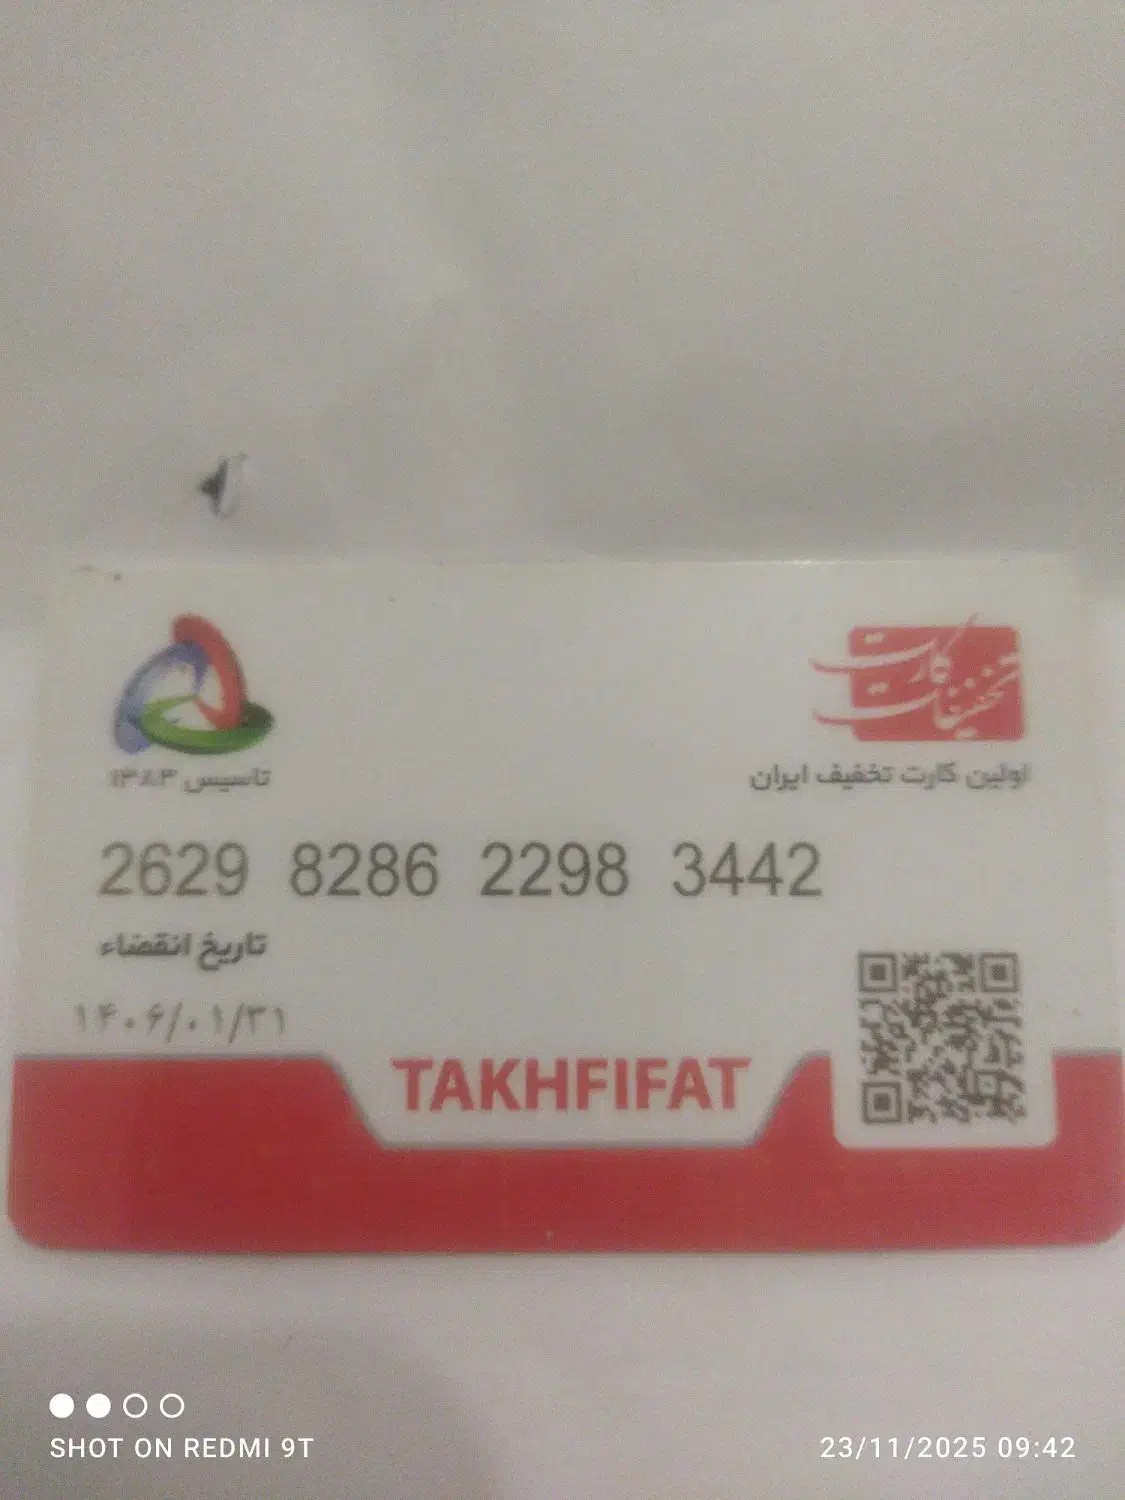 تخفیفات کارت
تاسیس ۱۳۸۳
اولین کارت تخفیف ایران
2629 8286 2298 3442
تاریخ انقضاء
۱۴۰۶/۰۱/۳۱
TAKHFIFAT
SHOT ON REDMI 9T
23/11/2025 09:42